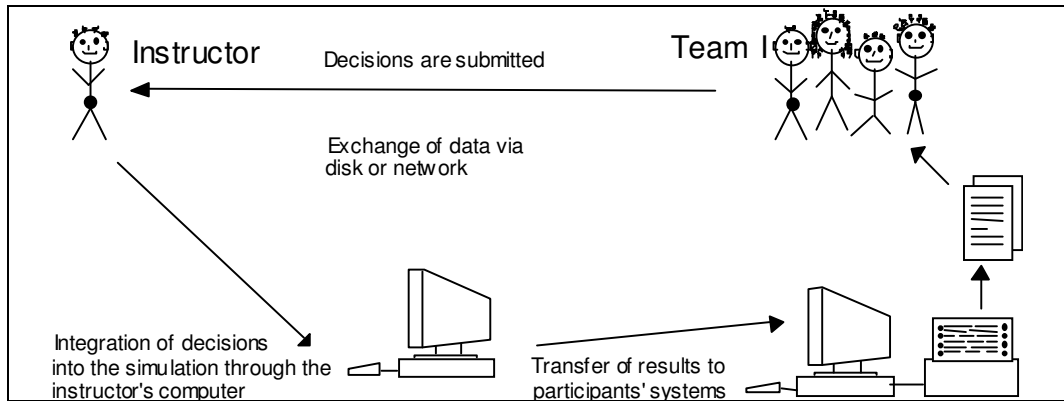 Instructor
Decisions are submitted
Team I
Exchange of data via
disk or network
Integration of decisions
into the simulation through the
instructor's computer
Transfer of results to
participants' systems